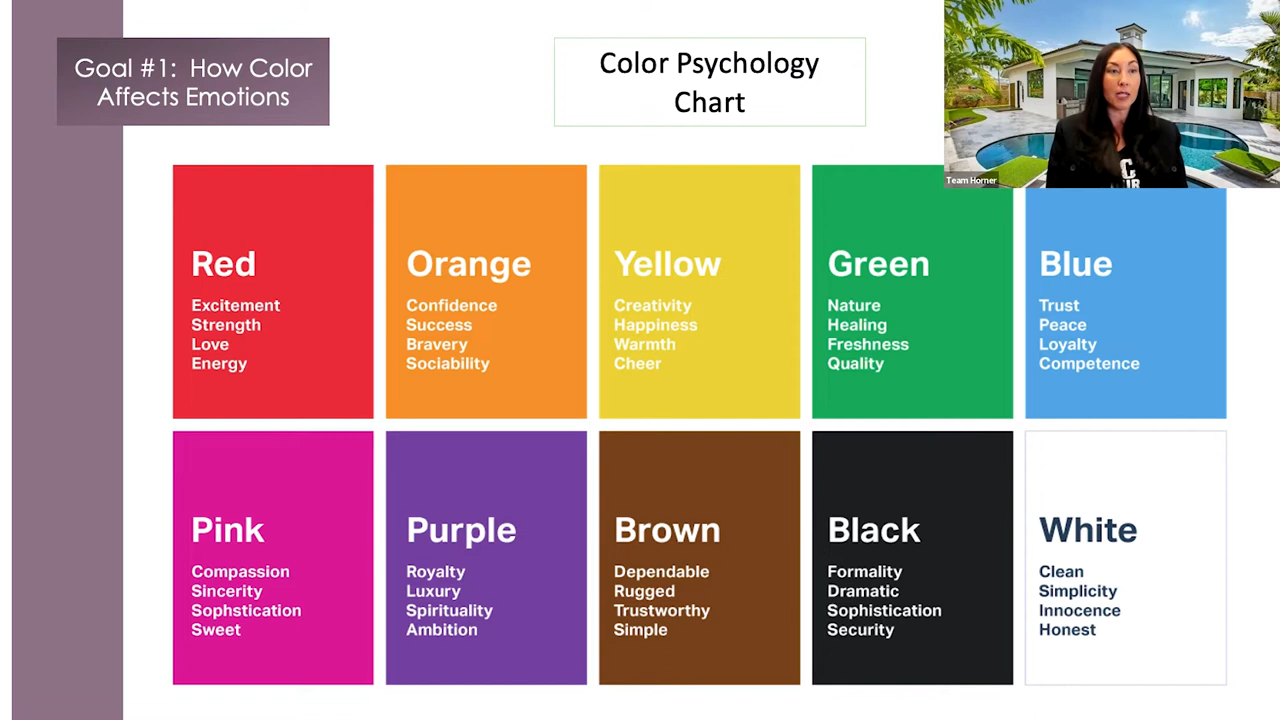 Goal #1: How Color
Affects Emotions
Color Psychology
Chart
Team Horner
Red
Excitement
Strength
Love
Energy
Orange
Confidence
Success
Bravery
Sociability
Yellow
Creativity
Happiness
Warmth
Cheer
Green
Nature
Healing
Freshness
Quality
Blue
Trust
Peace
Loyalty
Competence
Pink
Compassion
Sincerity
Sophstication
Sweet
Purple
Royalty
Luxury
Spirituality
Ambition
Brown
Dependable
Rugged
Trustworthy
Simple
Black
Formality
Dramatic
Sophistication
Security
White
Clean
Simplicity
Innocence
Honest